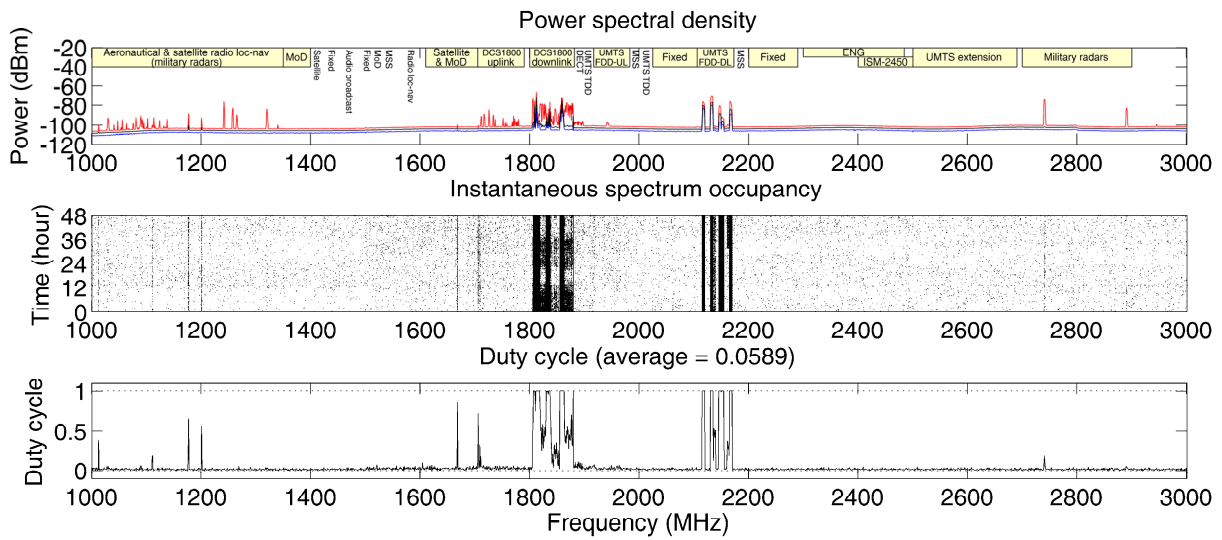 Power spectral density
Power (dBm)
-20
-40
-60
-80
-100
-120
Aeronautical & satellite radio loc-nav
(military radars)
MoD
Satellite
Fixed
Audio broadcast
Fixed
MoD
MSS
Radio loc-nav
Satellite
& MoD
DCS1800
uplink
DCS1800
downlink
DECT
UMTS TDD
UMTS
FDD-UL
MSS
UMTS TDD
Fixed
UMTS
FDD-DL
MSS
Fixed
ENG
ISM-2450
UMTS extension
Military radars
1000 1200 1400 1600 1800 2000 2200 2400 2600 2800 3000
Instantaneous spectrum occupancy
Time (hour)
48
36
24
12
0
1000 1200 1400 1600 1800 2000 2200 2400 2600 2800 3000
Duty cycle (average = 0.0589)
Duty cycle
1
0.5
0
1000 1200 1400 1600 1800 2000 2200 2400 2600 2800 3000
Frequency (MHz)